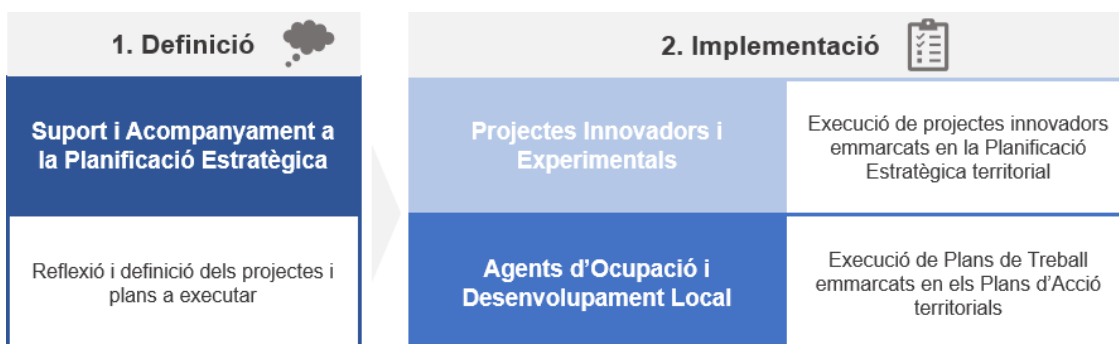 1. Definició
Suport i Acompanyament a
la Planificació Estratègica
Reflexió i definició dels projectes i
plans a executar
2. Implementació
Projectes Innovadors i
Experimentals
Execució de projectes innovadors
emmarcats en la Planificació
Estratègica territorial
Agents d’Ocupació i
Desenvolupament Local
Execució de Plans de Treball
emmarcats en els Plans d’Acció
territorials